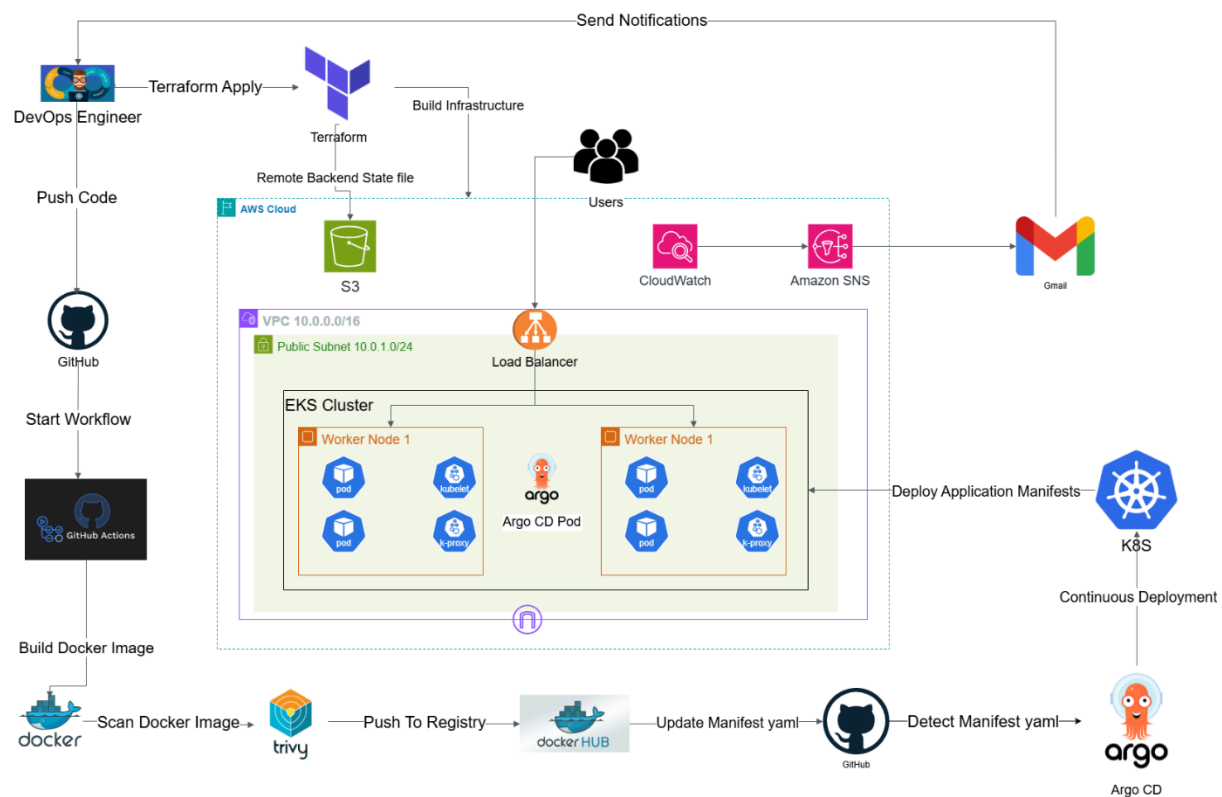 Send Notifications
DevOps Engineer
Terraform Apply
Terraform
Build Infrastructure
Remote Backend State file
Users
Push Code
AWS Cloud
S3
CloudWatch
Amazon SNS
Gmail
GitHub
VPC 10.0.0.0/16
Public Subnet 10.0.1.0/24
Load Balancer
Start Workflow
EKS Cluster
Worker Node 1
pod
kubelet
pod
k-proxy
argo
Argo CD Pod
Worker Node 1
pod
kubelet
pod
k-proxy
Deploy Application Manifests
K8S
GitHub Actions
Continuous Deployment
Build Docker Image
docker
Scan Docker Image
trivy
Push To Registry
docker HUB
Update Manifest yaml
GitHub
Detect Manifest yaml
argo
Argo CD